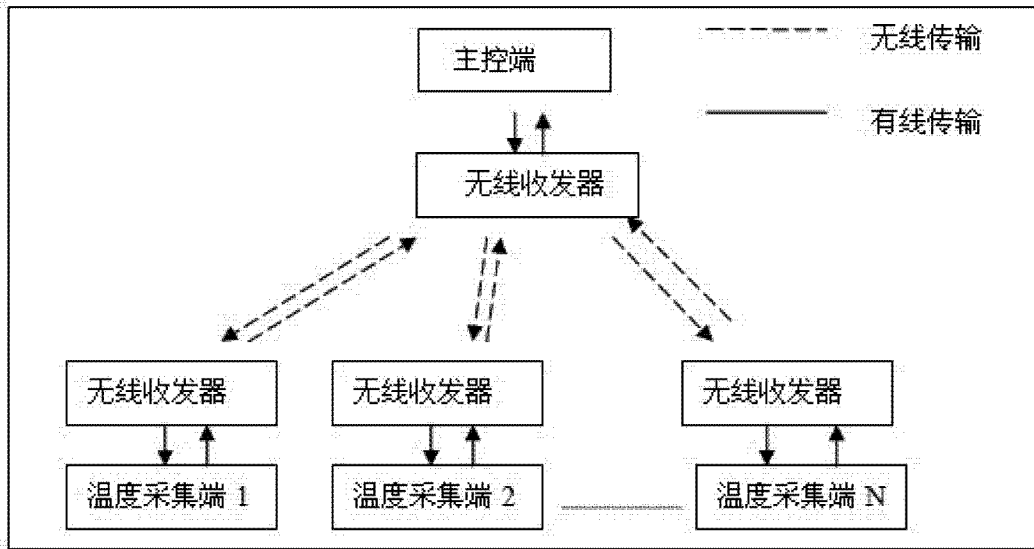 主控端
无线传输
有线传输
无线收发器
无线收发器
无线收发器
无线收发器
温度采集端 1
温度采集端 2
温度采集端 N